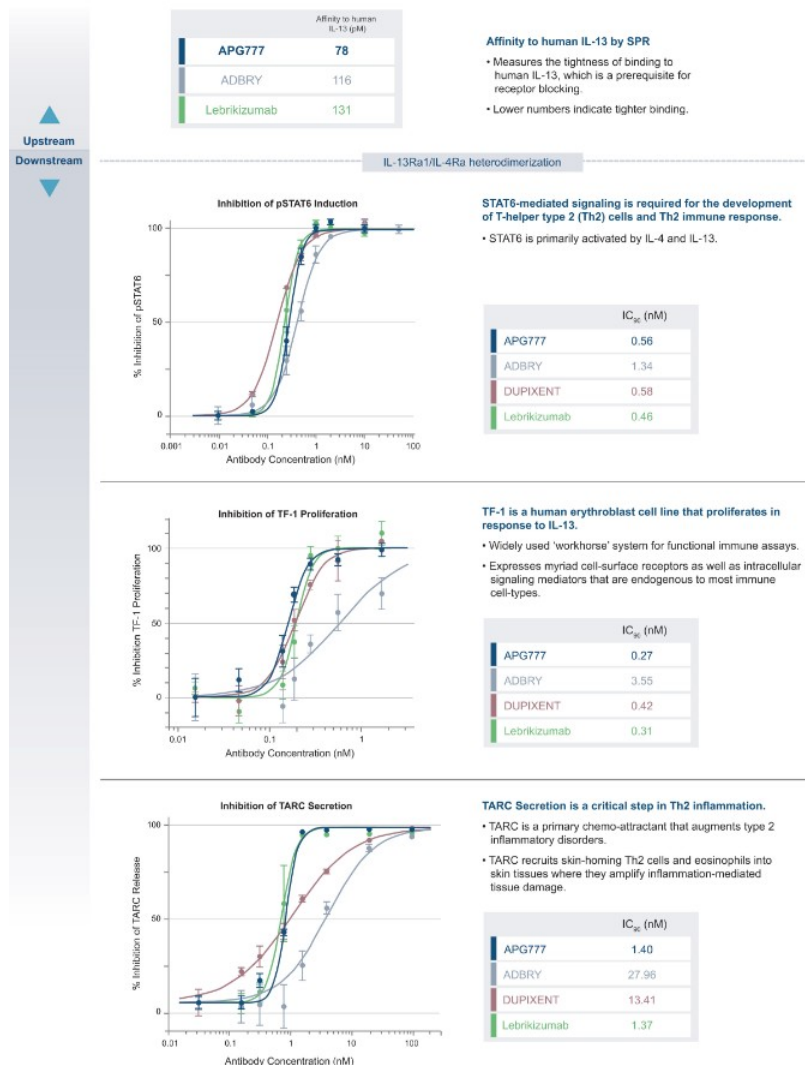 Affinity to human
IL-13 (pM)
APG777 78
ADBRY 116
Lebrikizumab 131
Affinity to human IL-13 by SPR
• Measures the tightness of binding to
human IL-13, which is a prerequisite for
receptor blocking.
• Lower numbers indicate tighter binding.
Upstream
Downstream
IL-13Ra1/IL-4Ra heterodimerization
Inhibition of pSTAT6 Induction
% Inhibition of pSTAT6
100
50
0
0.001 0.01 0.1 1 10 100
Antibody Concentration (nM)
STAT6-mediated signaling is required for the development
of T-helper type 2 (Th2) cells and Th2 immune response.
• STAT6 is primarily activated by IL-4 and IL-13.
IC90 (nM)
APG777 0.56
ADBRY 1.34
DUPIXENT 0.58
Lebrikizumab 0.46
Inhibition of TF-1 Proliferation
% Inhibition TF-1 Proliferation
100
50
0
0.01 0.1 1
Antibody Concentration (nM)
TF-1 is a human erythroblast cell line that proliferates in
response to IL-13.
• Widely used ‘workhorse’ system for functional immune assays.
• Expresses myriad cell-surface receptors as well as intracellular
signaling mediators that are endogenous to most immune
cell-types.
IC90 (nM)
APG777 0.27
ADBRY 3.55
DUPIXENT 0.42
Lebrikizumab 0.31
Inhibition of TARC Secretion
% Inhibition of TARC Release
100
50
0
0.01 0.1 1 10 100
Antibody Concentration (nM)
TARC Secretion is a critical step in Th2 inflammation.
• TARC is a primary chemo-attractant that augments type 2
inflammatory disorders.
• TARC recruits skin-homing Th2 cells and eosinophils into
skin tissues where they amplify inflammation-mediated
tissue damage.
IC90 (nM)
APG777 1.40
ADBRY 27.96
DUPIXENT 13.41
Lebrikizumab 1.37